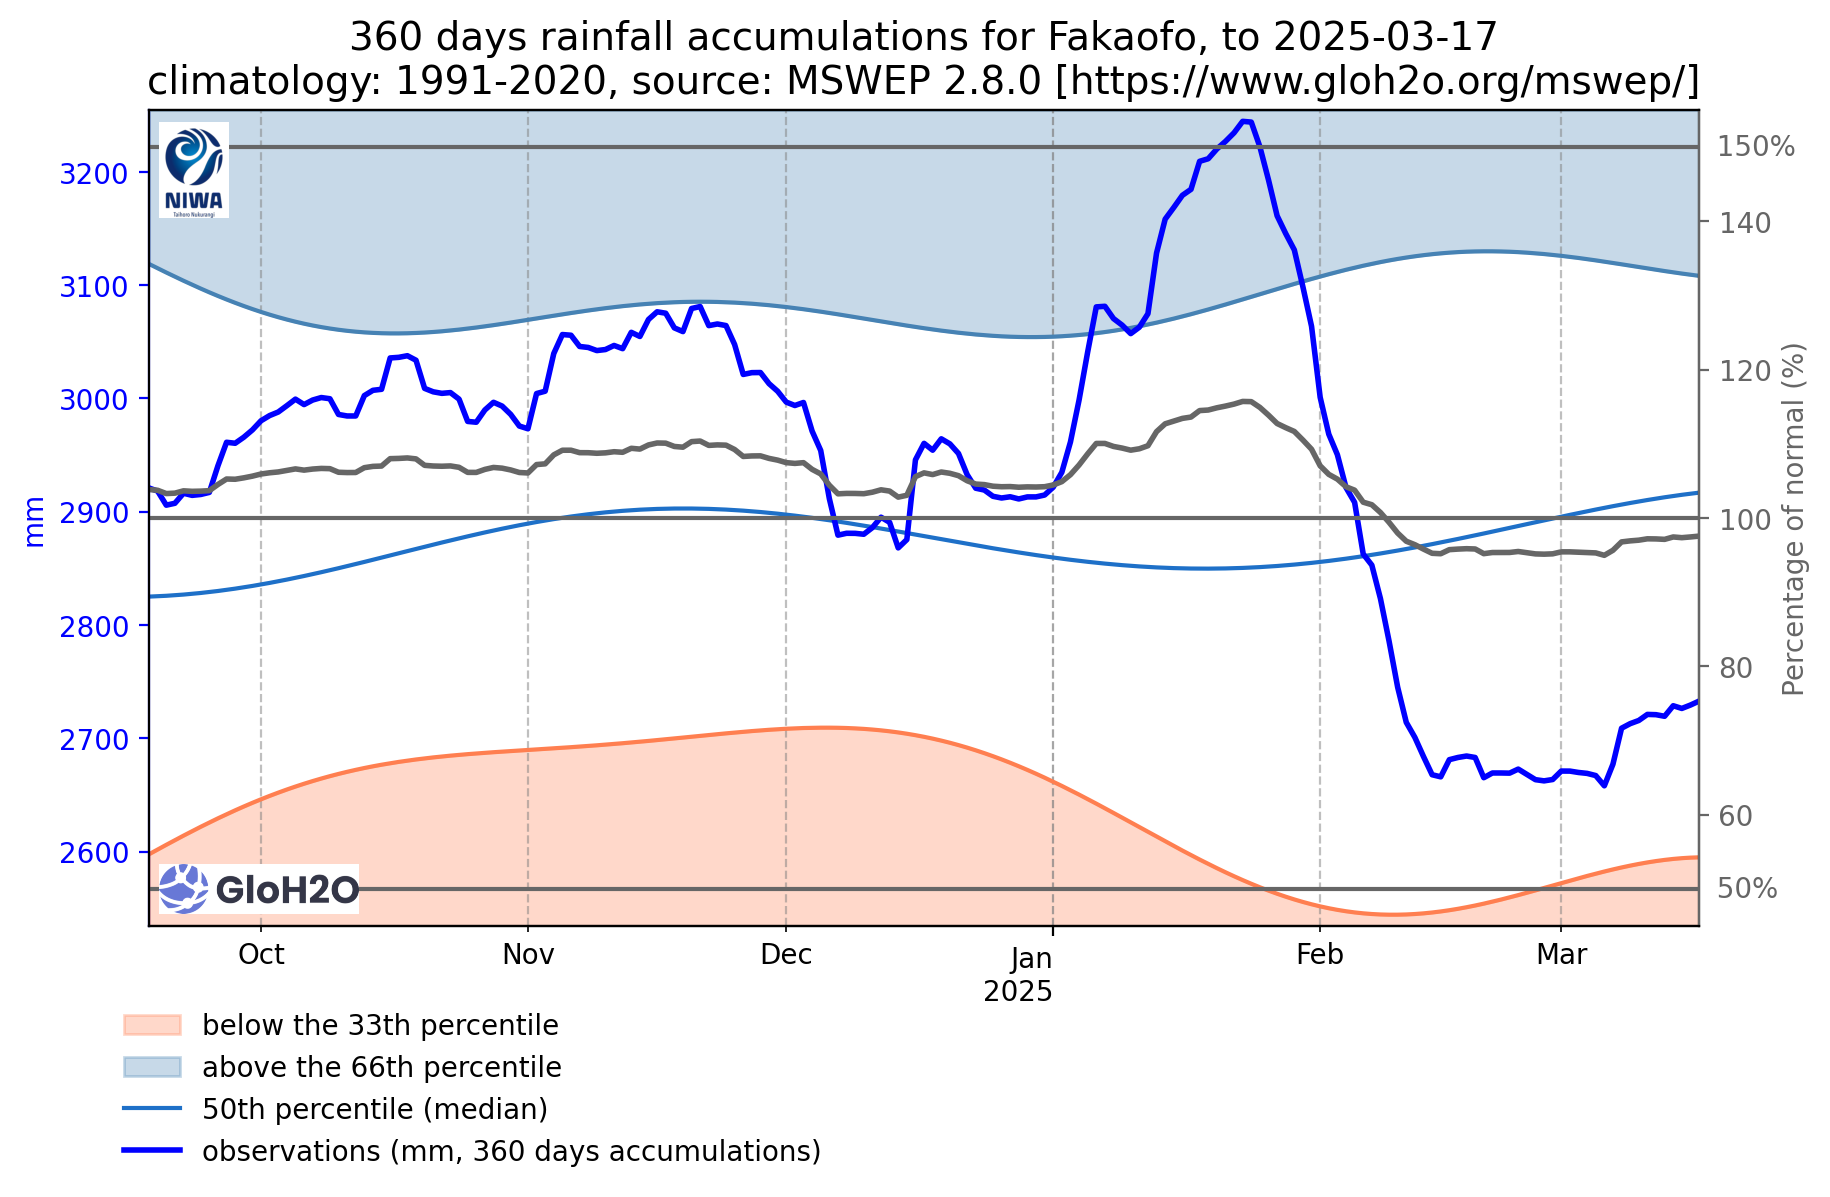 360 days rainfall accumulations for Fakaofo, to 2025-03-17
climatology: 1991-2020, source: MSWEP 2.8.0 [https://www.gloh2o.org/mswep/]
NIWA
Taihoro Nukurangi
3200
3100
3000
2900
2800
2700
2600
mm
150%
140
120
100
80
60
50%
Percentage of normal (%)
GloH2O
Oct
Nov
Dec
Jan
2025
Feb
Mar
below the 33th percentile
above the 66th percentile
50th percentile (median)
observations (mm, 360 days accumulations)